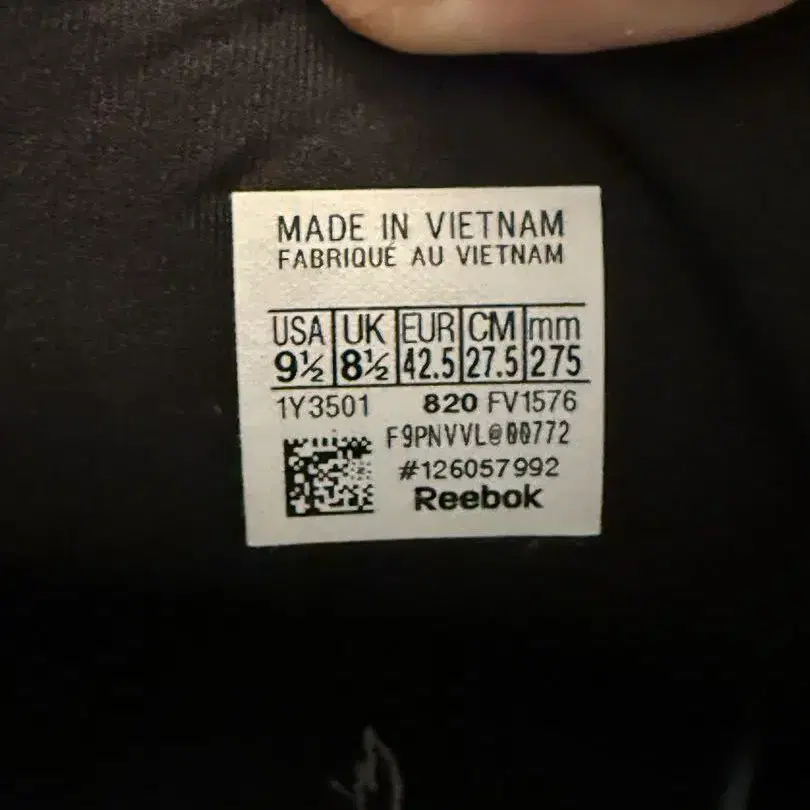 MADE IN VIETNAM
FABRIQUÉ AU VIETNAM
USA UK EUR CM mm
9½ 8½ 42.5 27.5 275
1Y3501 820 FV1576
F9PNVVL@00772
#126057992
Reebok